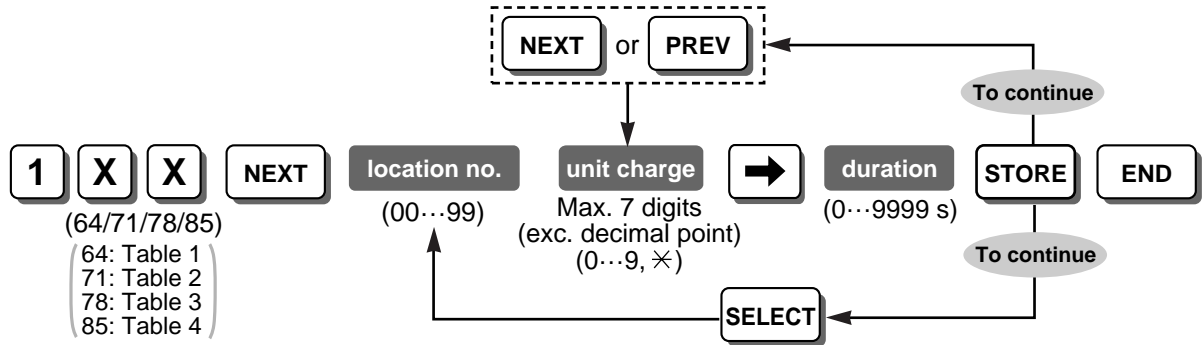 NEXT or PREV
To continue
1 X X NEXT location no. unit charge ➡ duration STORE END
(64/71/78/85)
64: Table 1
71: Table 2
78: Table 3
85: Table 4
(00···99)
Max. 7 digits
(exc. decimal point)
(0···9, ✳)
(0···9999 s)
To continue
SELECT